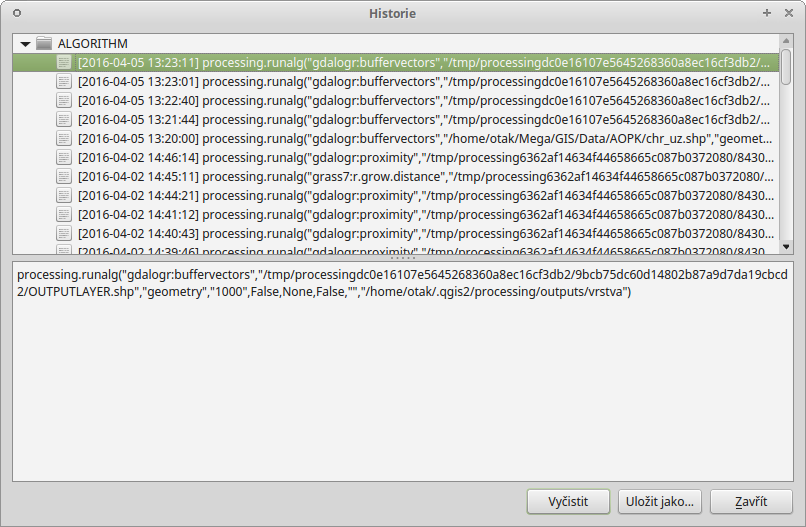 Historie
ALGORITHM
[2016-04-05 13:23:11] processing.runalg("gdalogr:buffervectors","/tmp/processingdc0e16107e5645268360a8ec16cf3db2/...
[2016-04-05 13:23:01] processing.runalg("gdalogr:buffervectors","/tmp/processingdc0e16107e5645268360a8ec16cf3db2/...
[2016-04-05 13:22:40] processing.runalg("gdalogr:buffervectors","/tmp/processingdc0e16107e5645268360a8ec16cf3db2/...
[2016-04-05 13:21:44] processing.runalg("gdalogr:buffervectors","/tmp/processingdc0e16107e5645268360a8ec16cf3db2/...
[2016-04-05 13:20:00] processing.runalg("gdalogr:buffervectors","/home/otak/Mega/GIS/Data/AOPK/chr_uz.shp","geomet...
[2016-04-02 14:46:14] processing.runalg("gdalogr:proximity","/tmp/processing6362af14634f44658665c087b0372080/8430...
[2016-04-02 14:45:11] processing.runalg("grass7:r.grow.distance","/tmp/processing6362af14634f44658665c087b0372080/...
[2016-04-02 14:44:21] processing.runalg("gdalogr:proximity","/tmp/processing6362af14634f44658665c087b0372080/8430...
[2016-04-02 14:41:12] processing.runalg("gdalogr:proximity","/tmp/processing6362af14634f44658665c087b0372080/8430...
[2016-04-02 14:40:43] processing.runalg("gdalogr:proximity","/tmp/processing6362af14634f44658665c087b0372080/8430...
[2016-04-02 14:39:46] processing.runalg("gdalogr:proximity","/tmp/processing6362af14634f44658665c087b0372080/8430...
processing.runalg("gdalogr:buffervectors","/tmp/processingdc0e16107e5645268360a8ec16cf3db2/9bcb75dc60d14802b87a9d7da19cbcd
2/OUTPUTLAYER.shp","geometry","1000",False,None,False,"","/home/otak/.qgis2/processing/outputs/vrstva")
Vyčistit
Uložit jako...
Zavřít